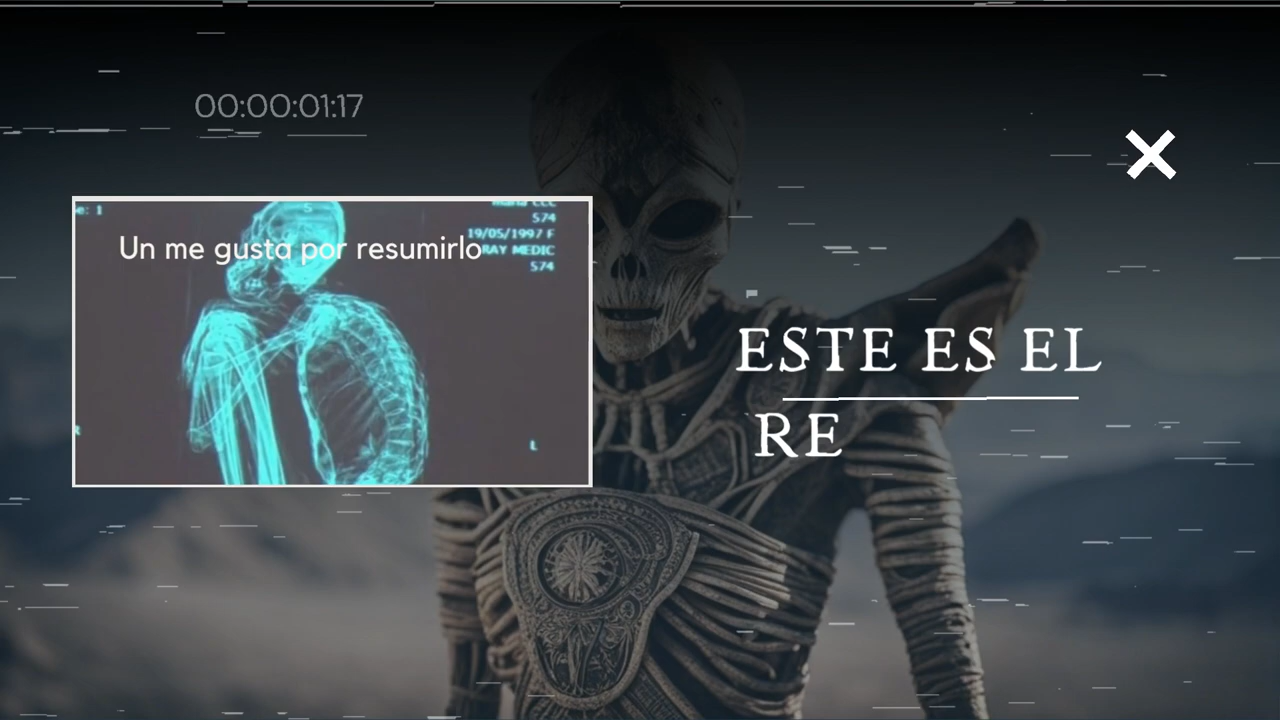 00:00:01:17
e: 1
S
574
19/05/1997 F
Un me gusta por resumirlo
RAY MEDIC
574
ESTE ES EL
RE
R
L